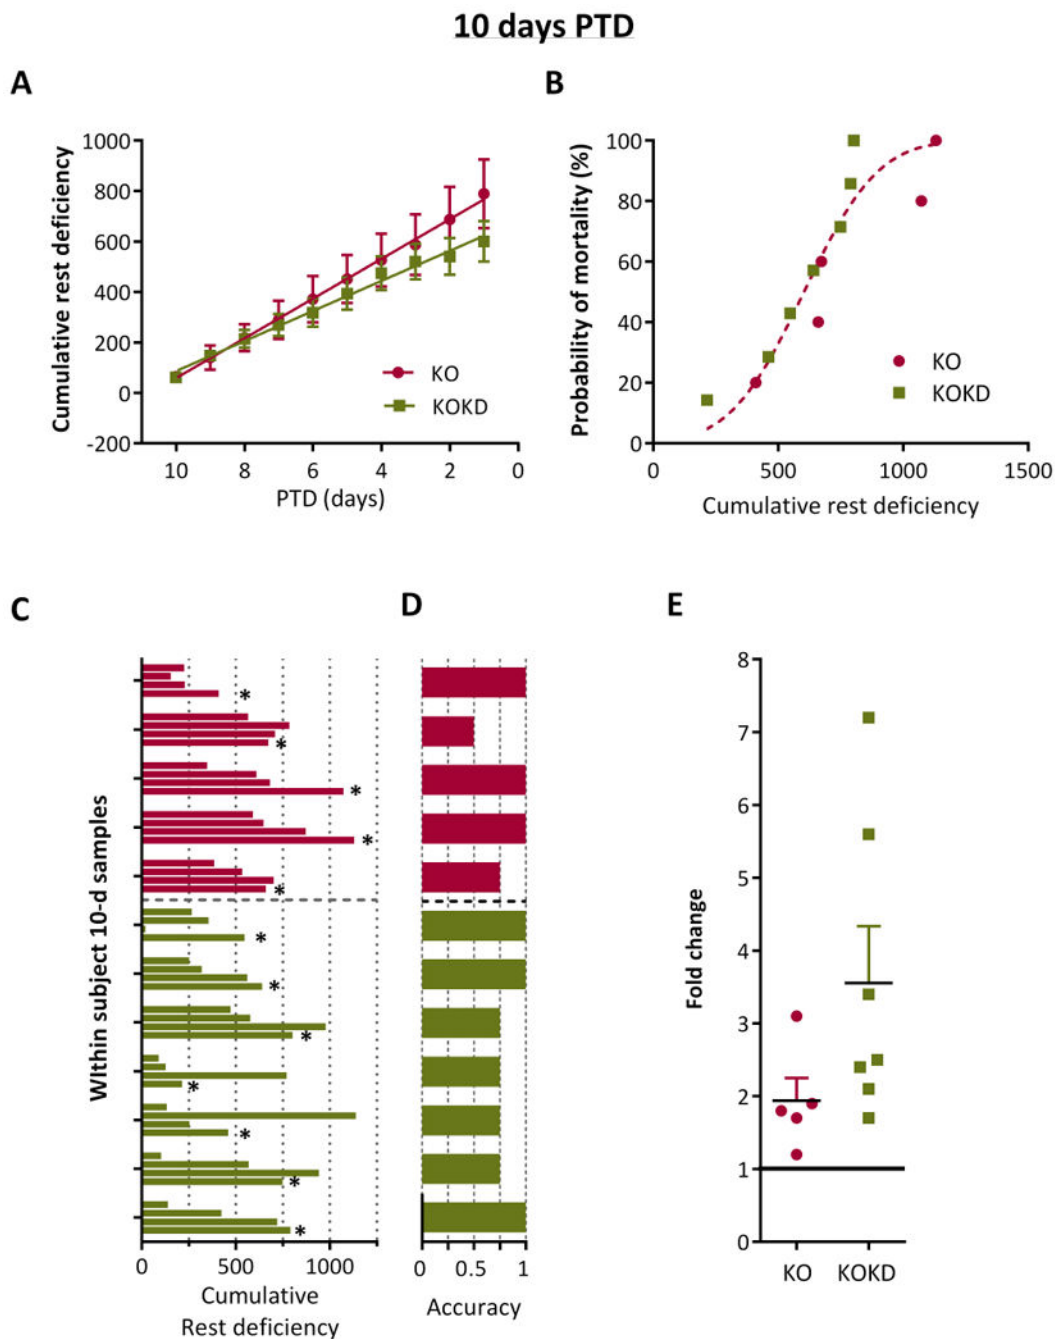 10 days PTD
A
B
Cumulative rest deficiency
1000
800
600
400
200
0
-200
KO
KOKD
10
8
6
4
2
0
PTD (days)
Probability of mortality (%)
100
80
60
40
20
0
KO
KOKD
0
500
1000
1500
Cumulative rest deficiency
C
D
E
Within subject 10-d samples
*
*
*
*
*
*
*
*
*
*
*
*
0
500
1000
Cumulative
Rest deficiency
0
0.5
1
Accuracy
Fold change
8
7
6
5
4
3
2
1
0
KO
KOKD